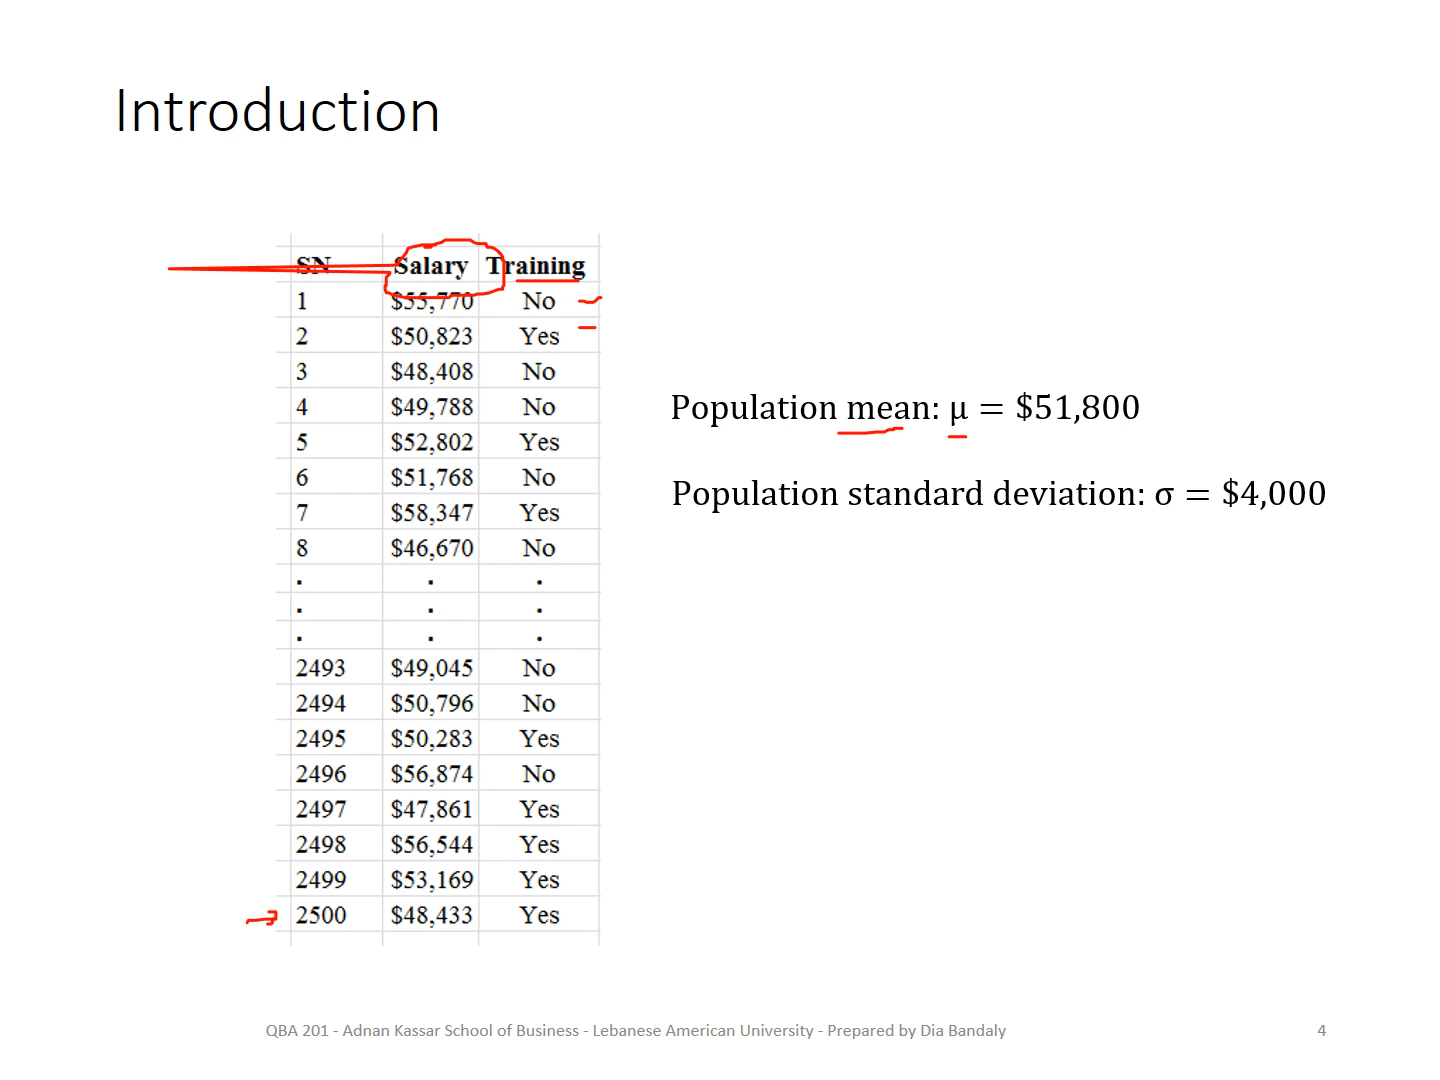 Introduction
SN Salary Training
1 $55,770 No
2 $50,823 Yes
3 $48,408 No
4 $49,788 No
5 $52,802 Yes
6 $51,768 No
7 $58,347 Yes
8 $46,670 No
. . .
. . .
. . .
2493 $49,045 No
2494 $50,796 No
2495 $50,283 Yes
2496 $56,874 No
2497 $47,861 Yes
2498 $56,544 Yes
2499 $53,169 Yes
2500 $48,433 Yes
Population mean: μ = $51,800
Population standard deviation: σ = $4,000
QBA 201 - Adnan Kassar School of Business - Lebanese American University - Prepared by Dia Bandaly 4